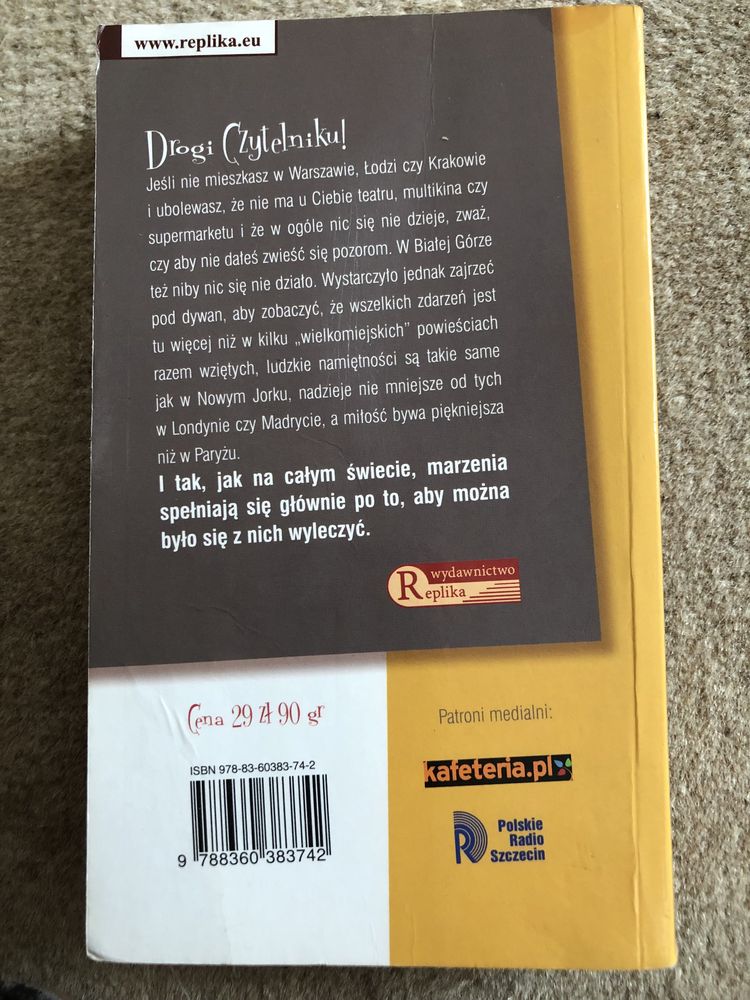 www.replika.eu
Drogi Czytelniku!
Jeśli nie mieszkasz w Warszawie, Łodzi czy Krakowie
i ubolewasz, że nie ma u Ciebie teatru, multikina czy
supermarketu i że w ogóle nic się nie dzieje, zważ,
czy aby nie dałeś zwieść się pozorom. W Białej Górze
też niby nic się nie działo. Wystarczyło jednak zajrzeć
pod dywan, aby zobaczyć, że wszelkich zdarzeń jest
tu więcej niż w kilku „wielkomiejskich” powieściach
razem wziętych, ludzkie namiętności są takie same
jak w Nowym Jorku, nadzieje nie mniejsze od tych
w Londynie czy Madrycie, a miłość bywa piękniejsza
niż w Paryżu.
I tak, jak na całym świecie, marzenia
spełniają się głównie po to, aby można
było się z nich wyleczyć.
wydawnictwo
Replika
Cena 29 zł 90 gr
ISBN 978-83-60383-74-2
9 788360 383742
Patroni medialni:
kafeteria.pl
Polskie
Radio
Szczecin